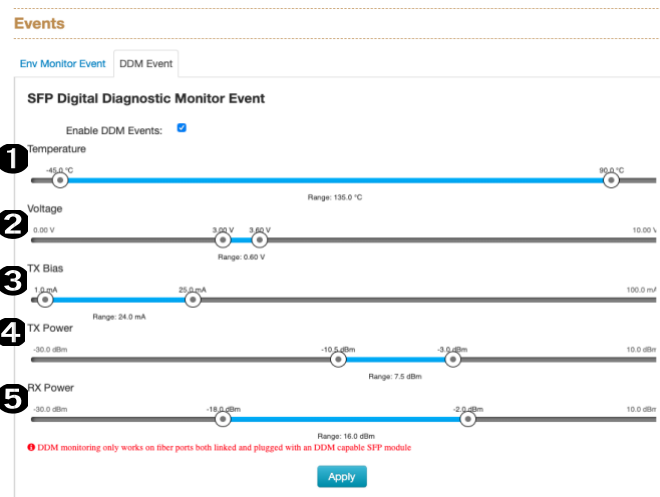 Events
Env Monitor Event DDM Event
SFP Digital Diagnostic Monitor Event
Enable DDM Events:
1 Temperature
-45.0 °C 90.0 °C
Range: 135.0 °C
2 Voltage
0.00 V 3.00 V 3.60 V 10.00 V
Range: 0.60 V
3 TX Bias
1.0 mA 25.0 mA 100.0 mA
Range: 24.0 mA
4 TX Power
-30.0 dBm -10.5 dBm -3.0 dBm 10.0 dBm
Range: 7.5 dBm
5 RX Power
-30.0 dBm -18.0 dBm -2.0 dBm 10.0 dBm
Range: 16.0 dBm
DDM monitoring only works on fiber ports both linked and plugged with an DDM capable SFP module
Apply